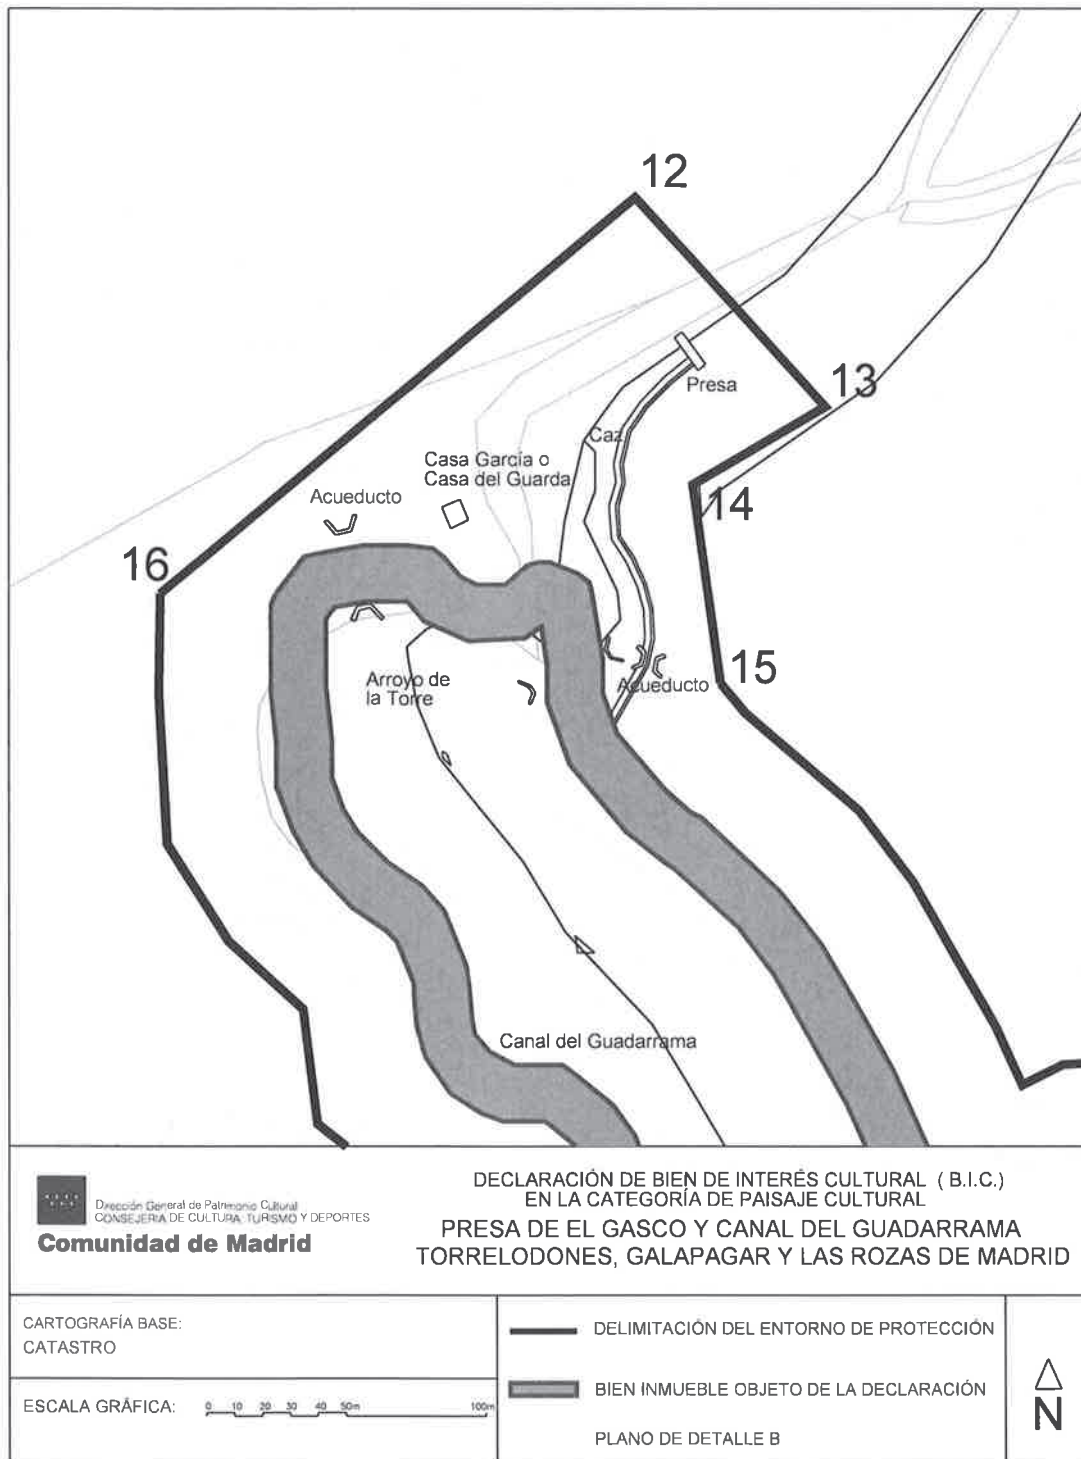 12
13
Presa
Caz
Casa García o
Casa del Guarda
Acueducto
14
16
15
Arroyo de
la Torre
Acueducto
Canal del Guadarrama
Dirección General de Patrimonio Cultural
CONSEJERÍA DE CULTURA, TURISMO Y DEPORTES
Comunidad de Madrid
DECLARACIÓN DE BIEN DE INTERÉS CULTURAL ( B.I.C.)
EN LA CATEGORÍA DE PAISAJE CULTURAL
PRESA DE EL GASCO Y CANAL DEL GUADARRAMA
TORRELODONES, GALAPAGAR Y LAS ROZAS DE MADRID
CARTOGRAFÍA BASE:
CATASTRO
ESCALA GRÁFICA:
0 10 20 30 40 50m 100m
DELIMITACIÓN DEL ENTORNO DE PROTECCIÓN
BIEN INMUEBLE OBJETO DE LA DECLARACIÓN
PLANO DE DETALLE B
N